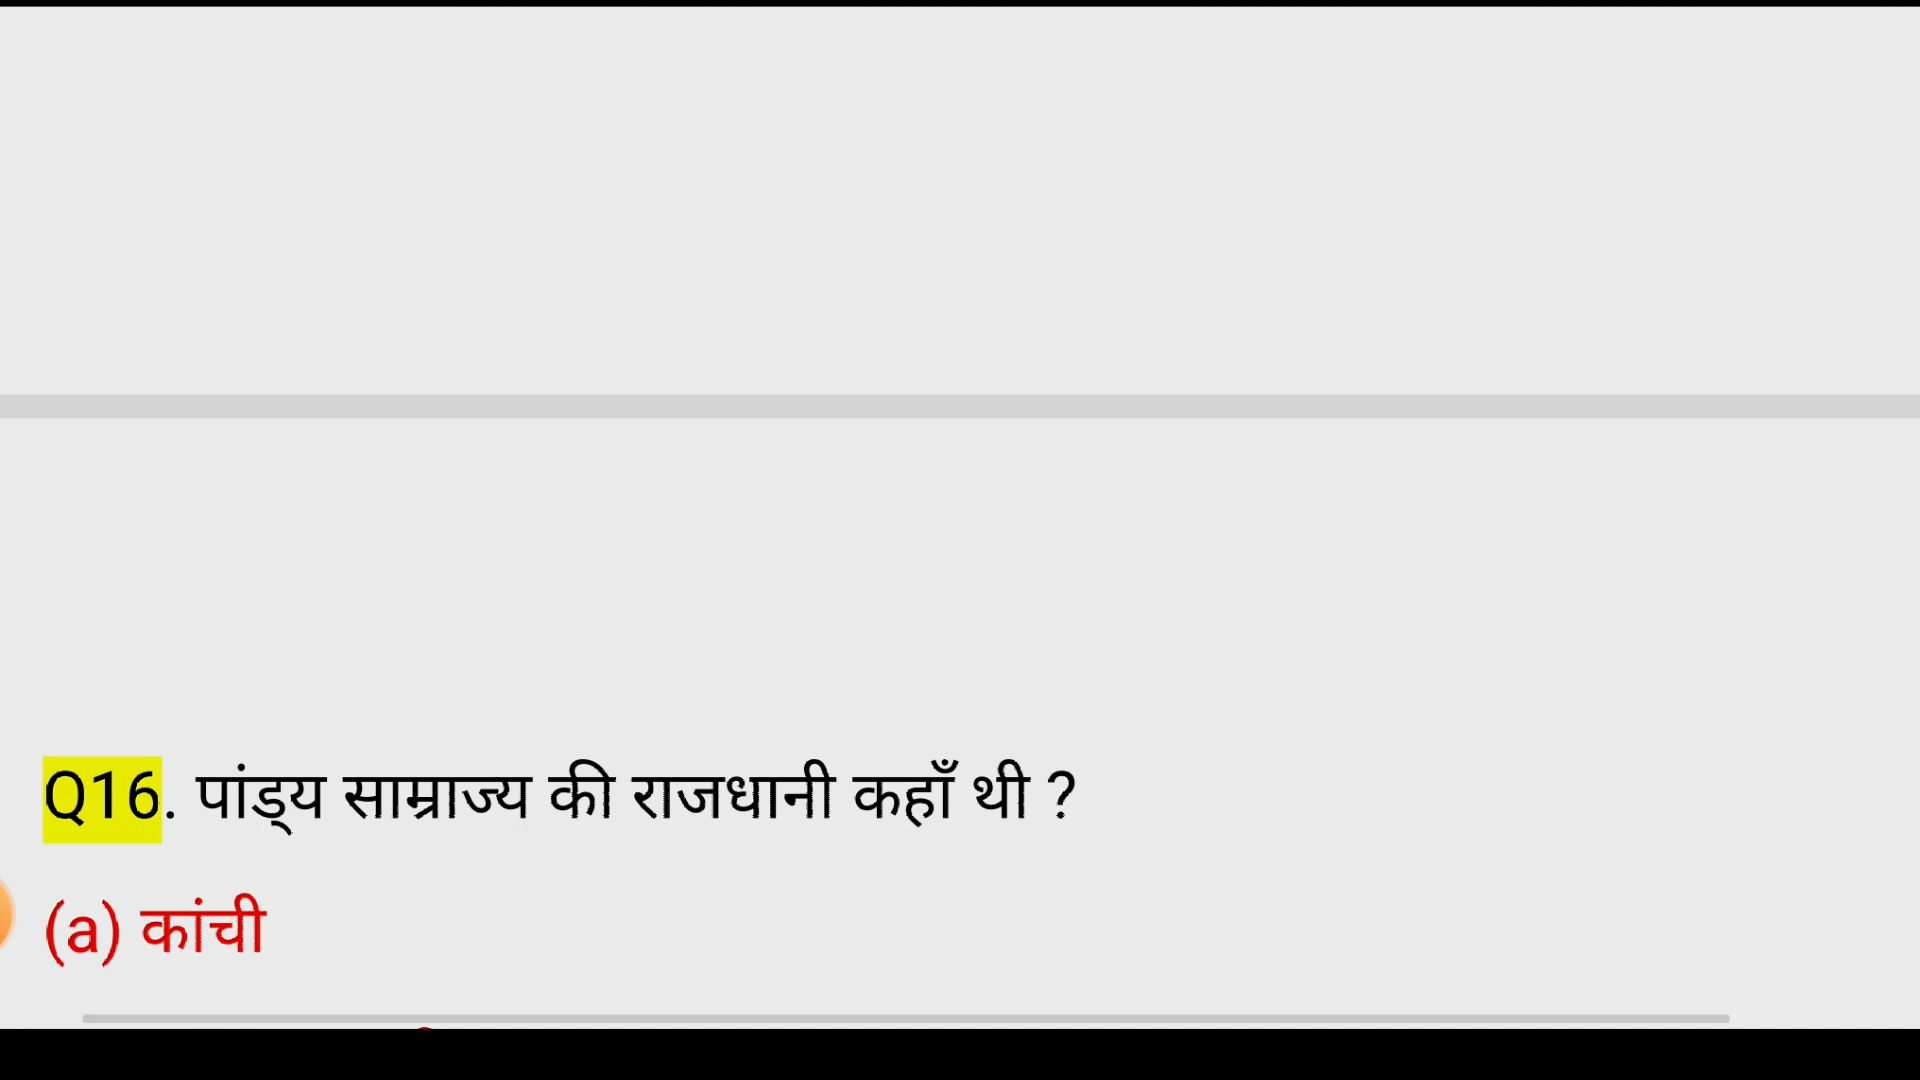 Q16. पांड्य साम्राज्य की राजधानी कहाँ थी ?
(a) कांची